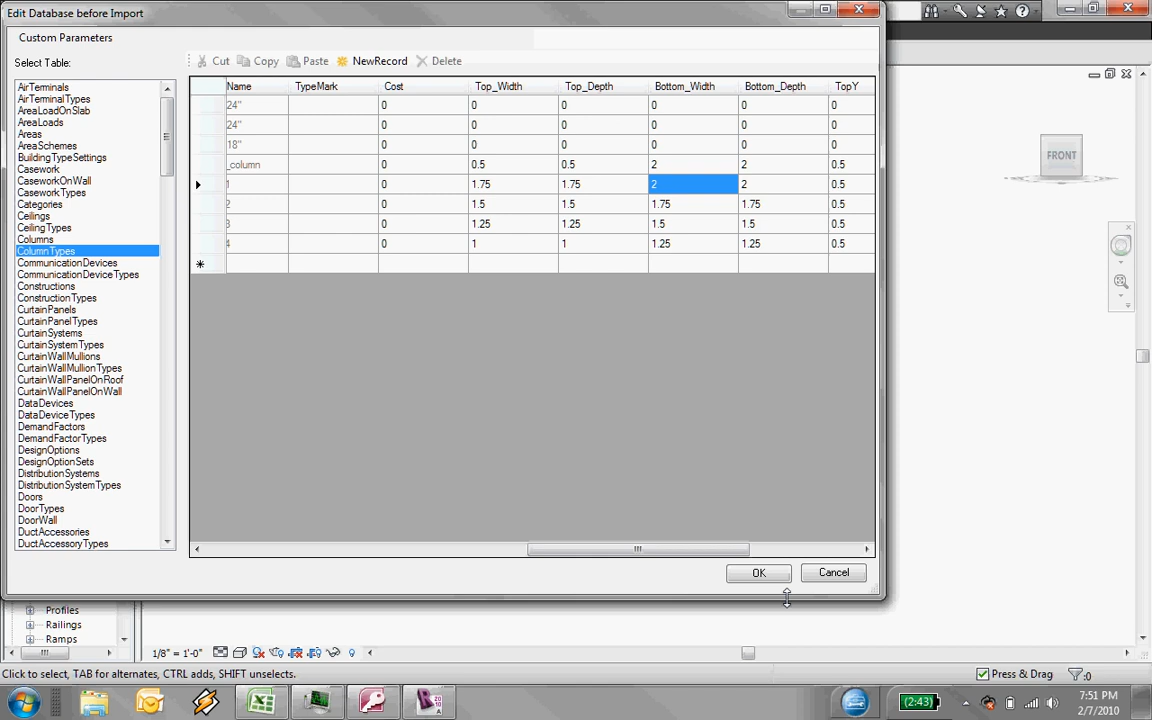 Edit Database before Import
Custom Parameters
Select Table:
Cut Copy Paste NewRecord Delete
AirTerminals
AirTerminalTypes
AreaLoadOnSlab
AreaLoads
Areas
AreaSchemes
BuildingTypeSettings
Casework
CaseworkOnWall
CaseworkTypes
Categories
Ceilings
CeilingTypes
Columns
ColumnTypes
CommunicationDevices
CommunicationDeviceTypes
Constructions
ConstructionTypes
CurtainPanels
CurtainPanelTypes
CurtainSystems
CurtainSystemTypes
CurtainWallMullions
CurtainWallMullionTypes
CurtainWallPanelOnRoof
CurtainWallPanelOnWall
DataDevices
DataDeviceTypes
DemandFactors
DemandFactorTypes
DesignOptions
DesignOptionSets
DistributionSystems
DistributionSystemTypes
Doors
DoorTypes
DoorWall
DuctAccessories
DuctAccessoryTypes
Name TypeMark Cost Top_Width Top_Depth Bottom_Width Bottom_Depth TopY
24" 0 0 0 0 0 0
24" 0 0 0 0 0 0
18" 0 0 0 0 0 0
_column 0 0.5 0.5 2 2 0.5
1 0 1.75 1.75 2 2 0.5
2 0 1.5 1.5 1.75 1.75 0.5
3 0 1.25 1.25 1.5 1.5 0.5
4 0 1 1 1.25 1.25 0.5
OK Cancel
FRONT
Profiles
Railings
Ramps
1/8" = 1'-0"
Click to select, TAB for alternates, CTRL adds, SHIFT unselects.
Press & Drag
:0
(2:43)
7:51 PM
2/7/2010